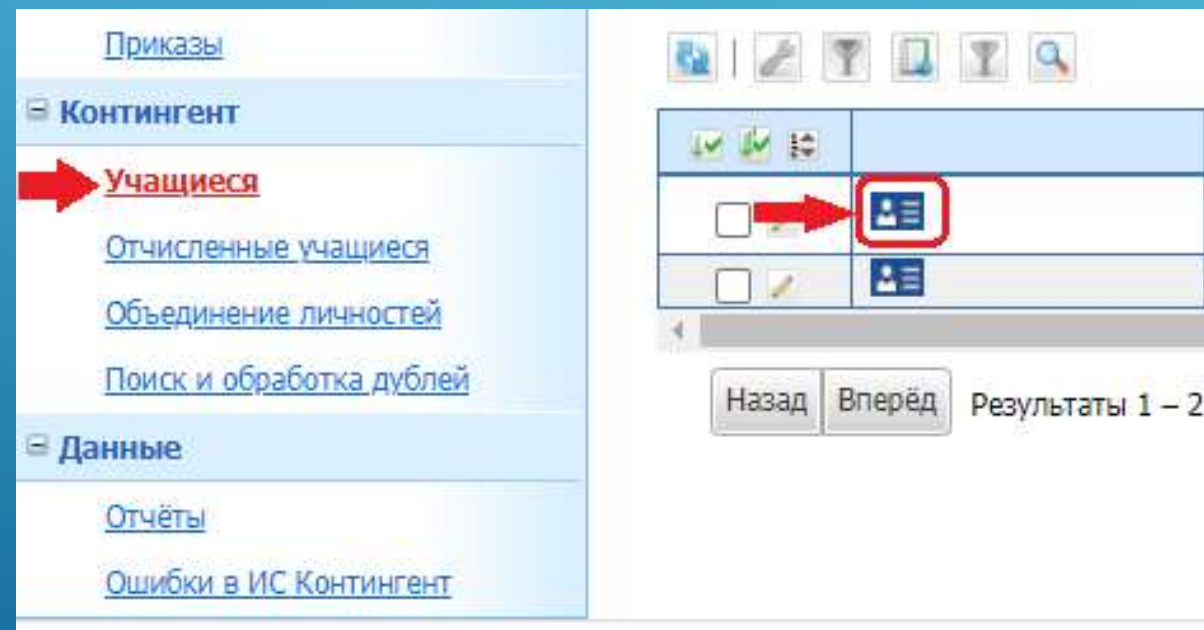 Приказы
Контингент
Учащиеся
Отчисленные учащиеся
Объединение личностей
Поиск и обработка дублей
Данные
Отчёты
Ошибки в ИС Контингент
Назад Вперёд Результаты 1 – 2